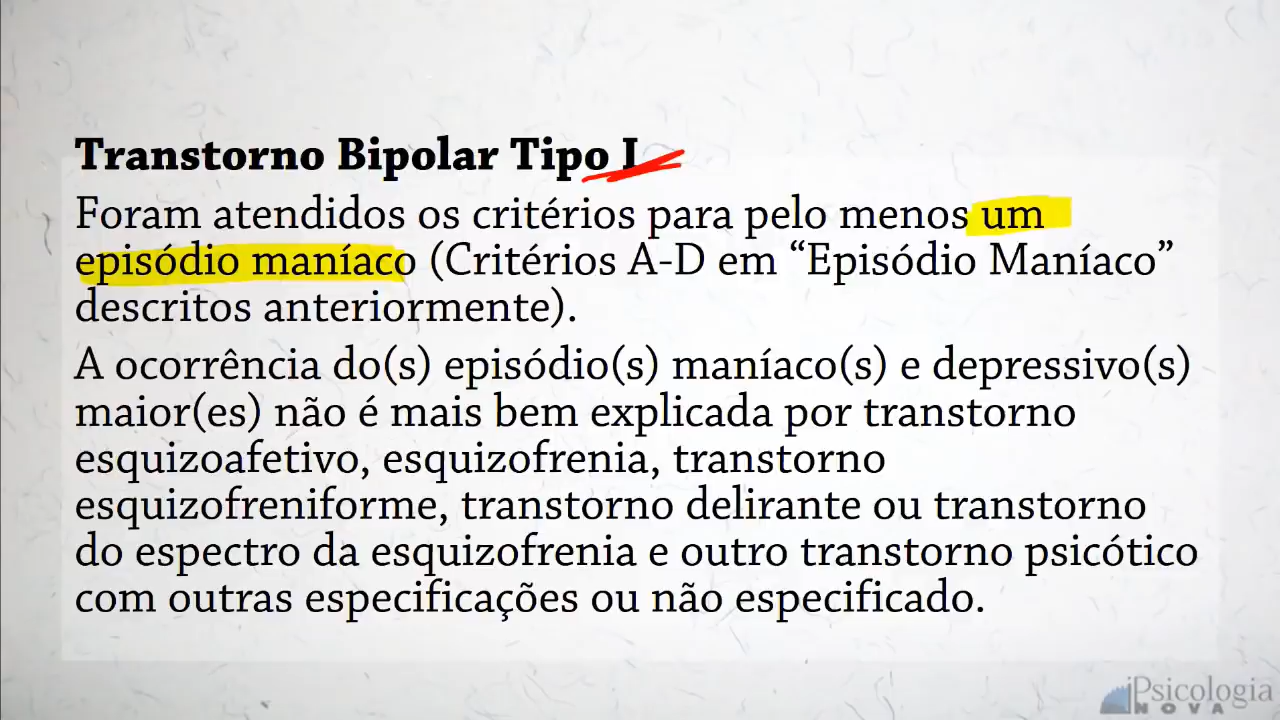 Transtorno Bipolar Tipo I
Foram atendidos os critérios para pelo menos um
episódio maníaco (Critérios A-D em “Episódio Maníaco”
descritos anteriormente).
A ocorrência do(s) episódio(s) maníaco(s) e depressivo(s)
maior(es) não é mais bem explicada por transtorno
esquizoafetivo, esquizofrenia, transtorno
esquizofreniforme, transtorno delirante ou transtorno
do espectro da esquizofrenia e outro transtorno psicótico
com outras especificações ou não especificado.
Psicologia
NOVA